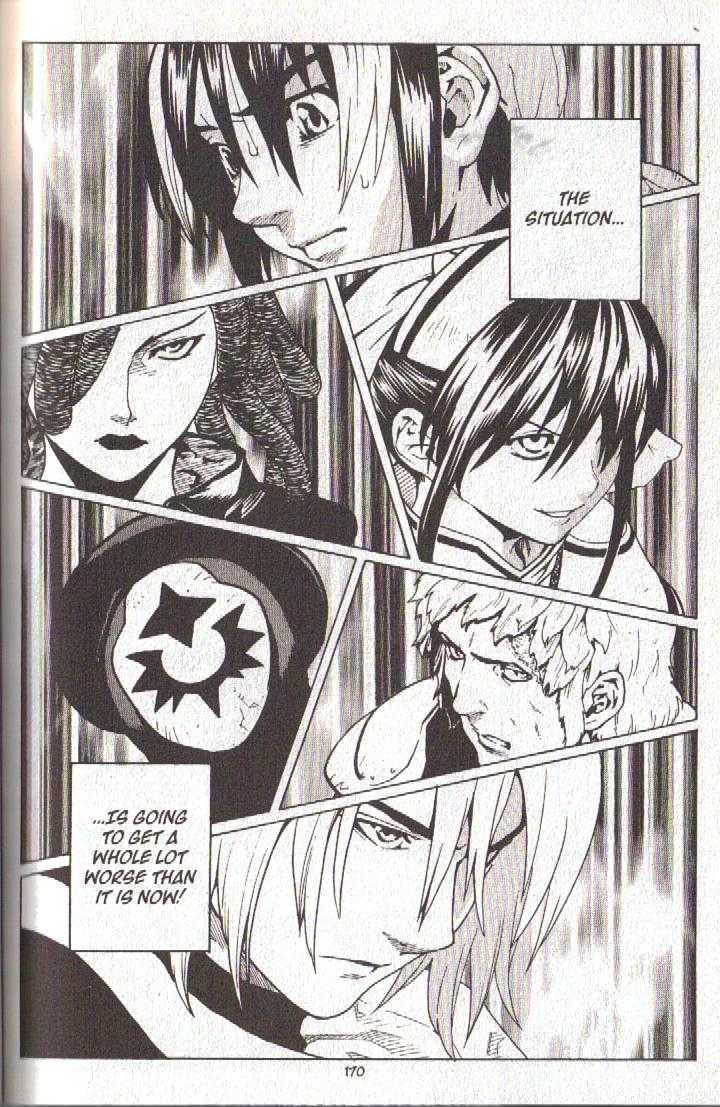 THE
SITUATION...
...IS GOING
TO GET A
WHOLE LOT
WORSE THAN
IT IS NOW!
170